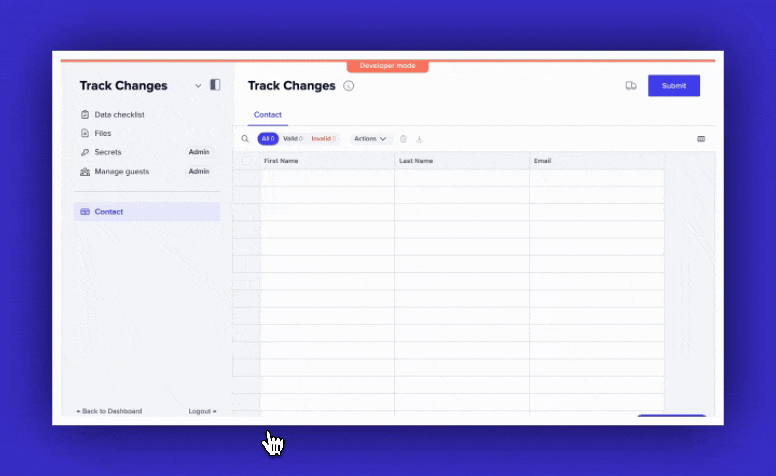 Developer mode
Track Changes
Track Changes
Submit
Data checklist
Files
Secrets Admin
Manage guests Admin
Contact
Contact
All 0 Valid 0 Invalid 0 Actions
First Name Last Name Email
Back to Dashboard Logout